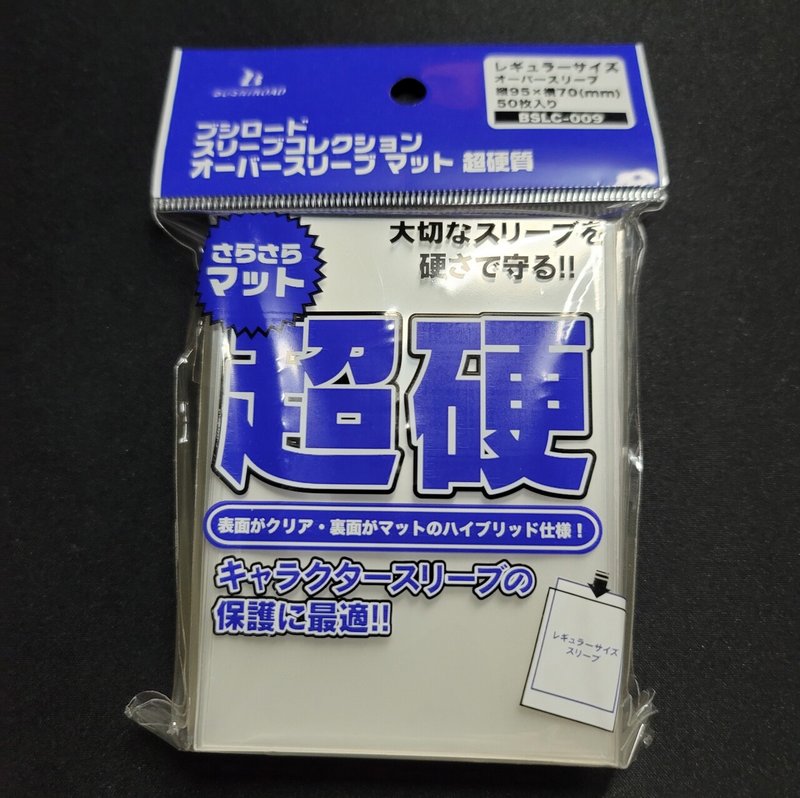 BUSHIROAD
レギュラーサイズ
オーバースリーブ
縦95×横70(mm)
50枚入り
BSLC-009
ブシロード
スリーブコレクション
オーバースリーブ マット 超硬質
さらさら
マット
大切なスリーブを
硬さで守る!!
超硬
表面がクリア・裏面がマットのハイブリッド仕様!
キャラクタースリーブの
保護に最適!!
レギュラーサイズ
スリーブ